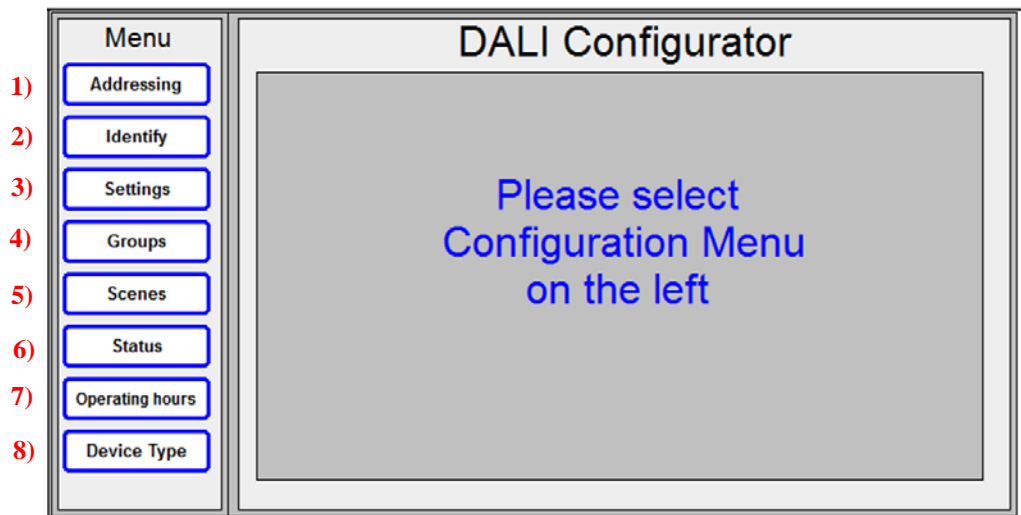 Menu
1) Addressing
2) Identify
3) Settings
4) Groups
5) Scenes
6) Status
7) Operating hours
8) Device Type
DALI Configurator
Please select
Configuration Menu
on the left